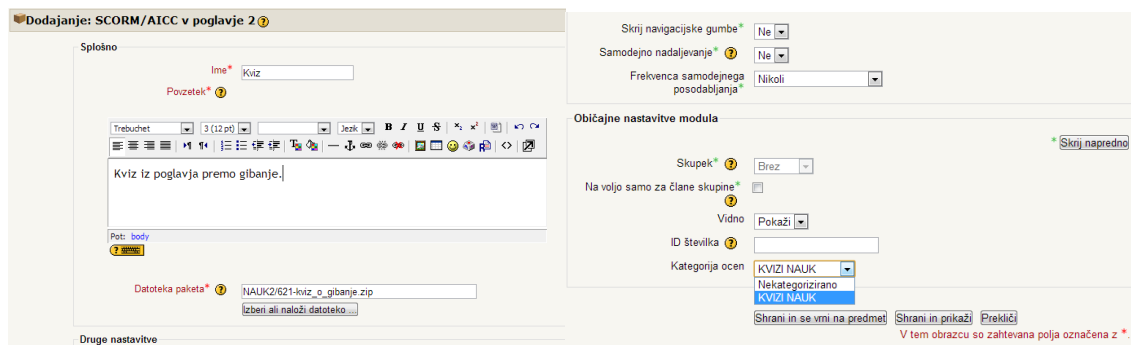 Dodajanje: SCORM/AICC v poglavje 2
Splošno
Ime* Kviz
Povzetek*
Trebuchet 3 (12 pt) Jezik B I U S x₂ x²
Kviz iz poglavja premo gibanje.
Pot: body
Datoteka paketa* NAUK2/621-kviz_o_gibanje.zip
Izberi ali naloži datoteko ...
Druge nastavitve
Skrij navigacijske gumbe* Ne
Samodejno nadaljevanje* Ne
Frekvenca samodejnega
posodabljanja* Nikoli
Običajne nastavitve modula
* Skrij napredno
Skupek* Brez
Na voljo samo za člane skupine*
Vidno Pokaži
ID številka
Kategorija ocen KVIZI NAUK
Nekategorizirano
KVIZI NAUK
Shrani in se vrni na predmet Shrani in prikaži Prekliči
V tem obrazcu so zahtevana polja označena z *.